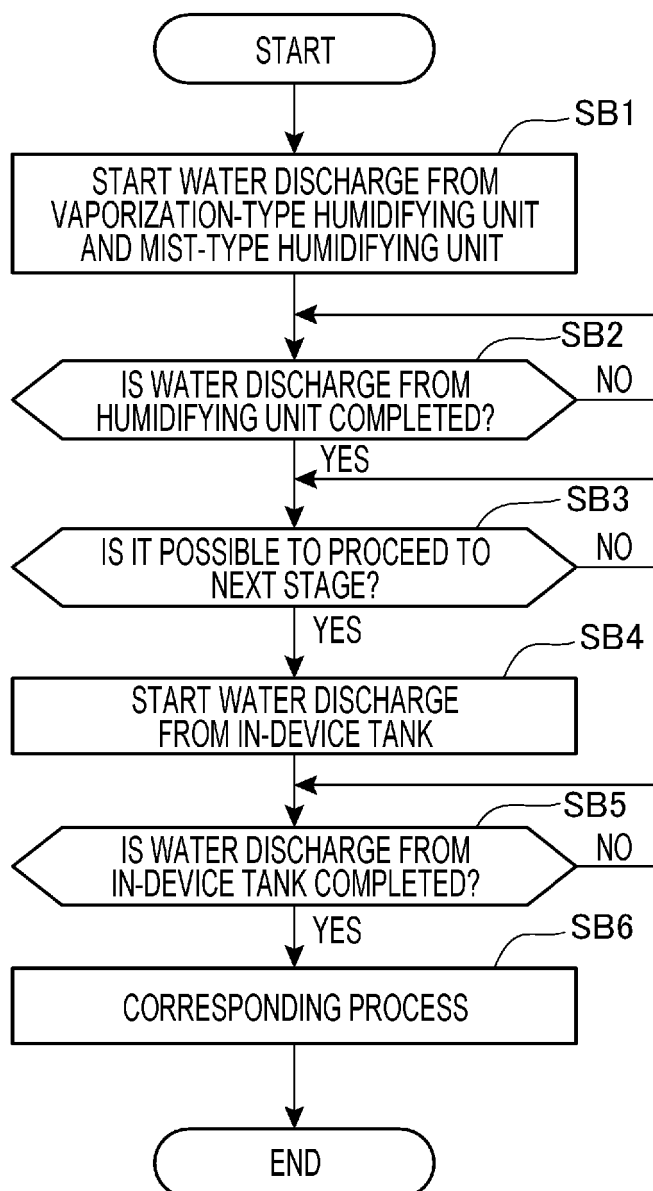 START
SB1
START WATER DISCHARGE FROM
VAPORIZATION-TYPE HUMIDIFYING UNIT
AND MIST-TYPE HUMIDIFYING UNIT
SB2
IS WATER DISCHARGE FROM
HUMIDIFYING UNIT COMPLETED?
NO
YES
SB3
IS IT POSSIBLE TO PROCEED TO
NEXT STAGE?
NO
YES
SB4
START WATER DISCHARGE
FROM IN-DEVICE TANK
SB5
IS WATER DISCHARGE FROM
IN-DEVICE TANK COMPLETED?
NO
YES
SB6
CORRESPONDING PROCESS
END